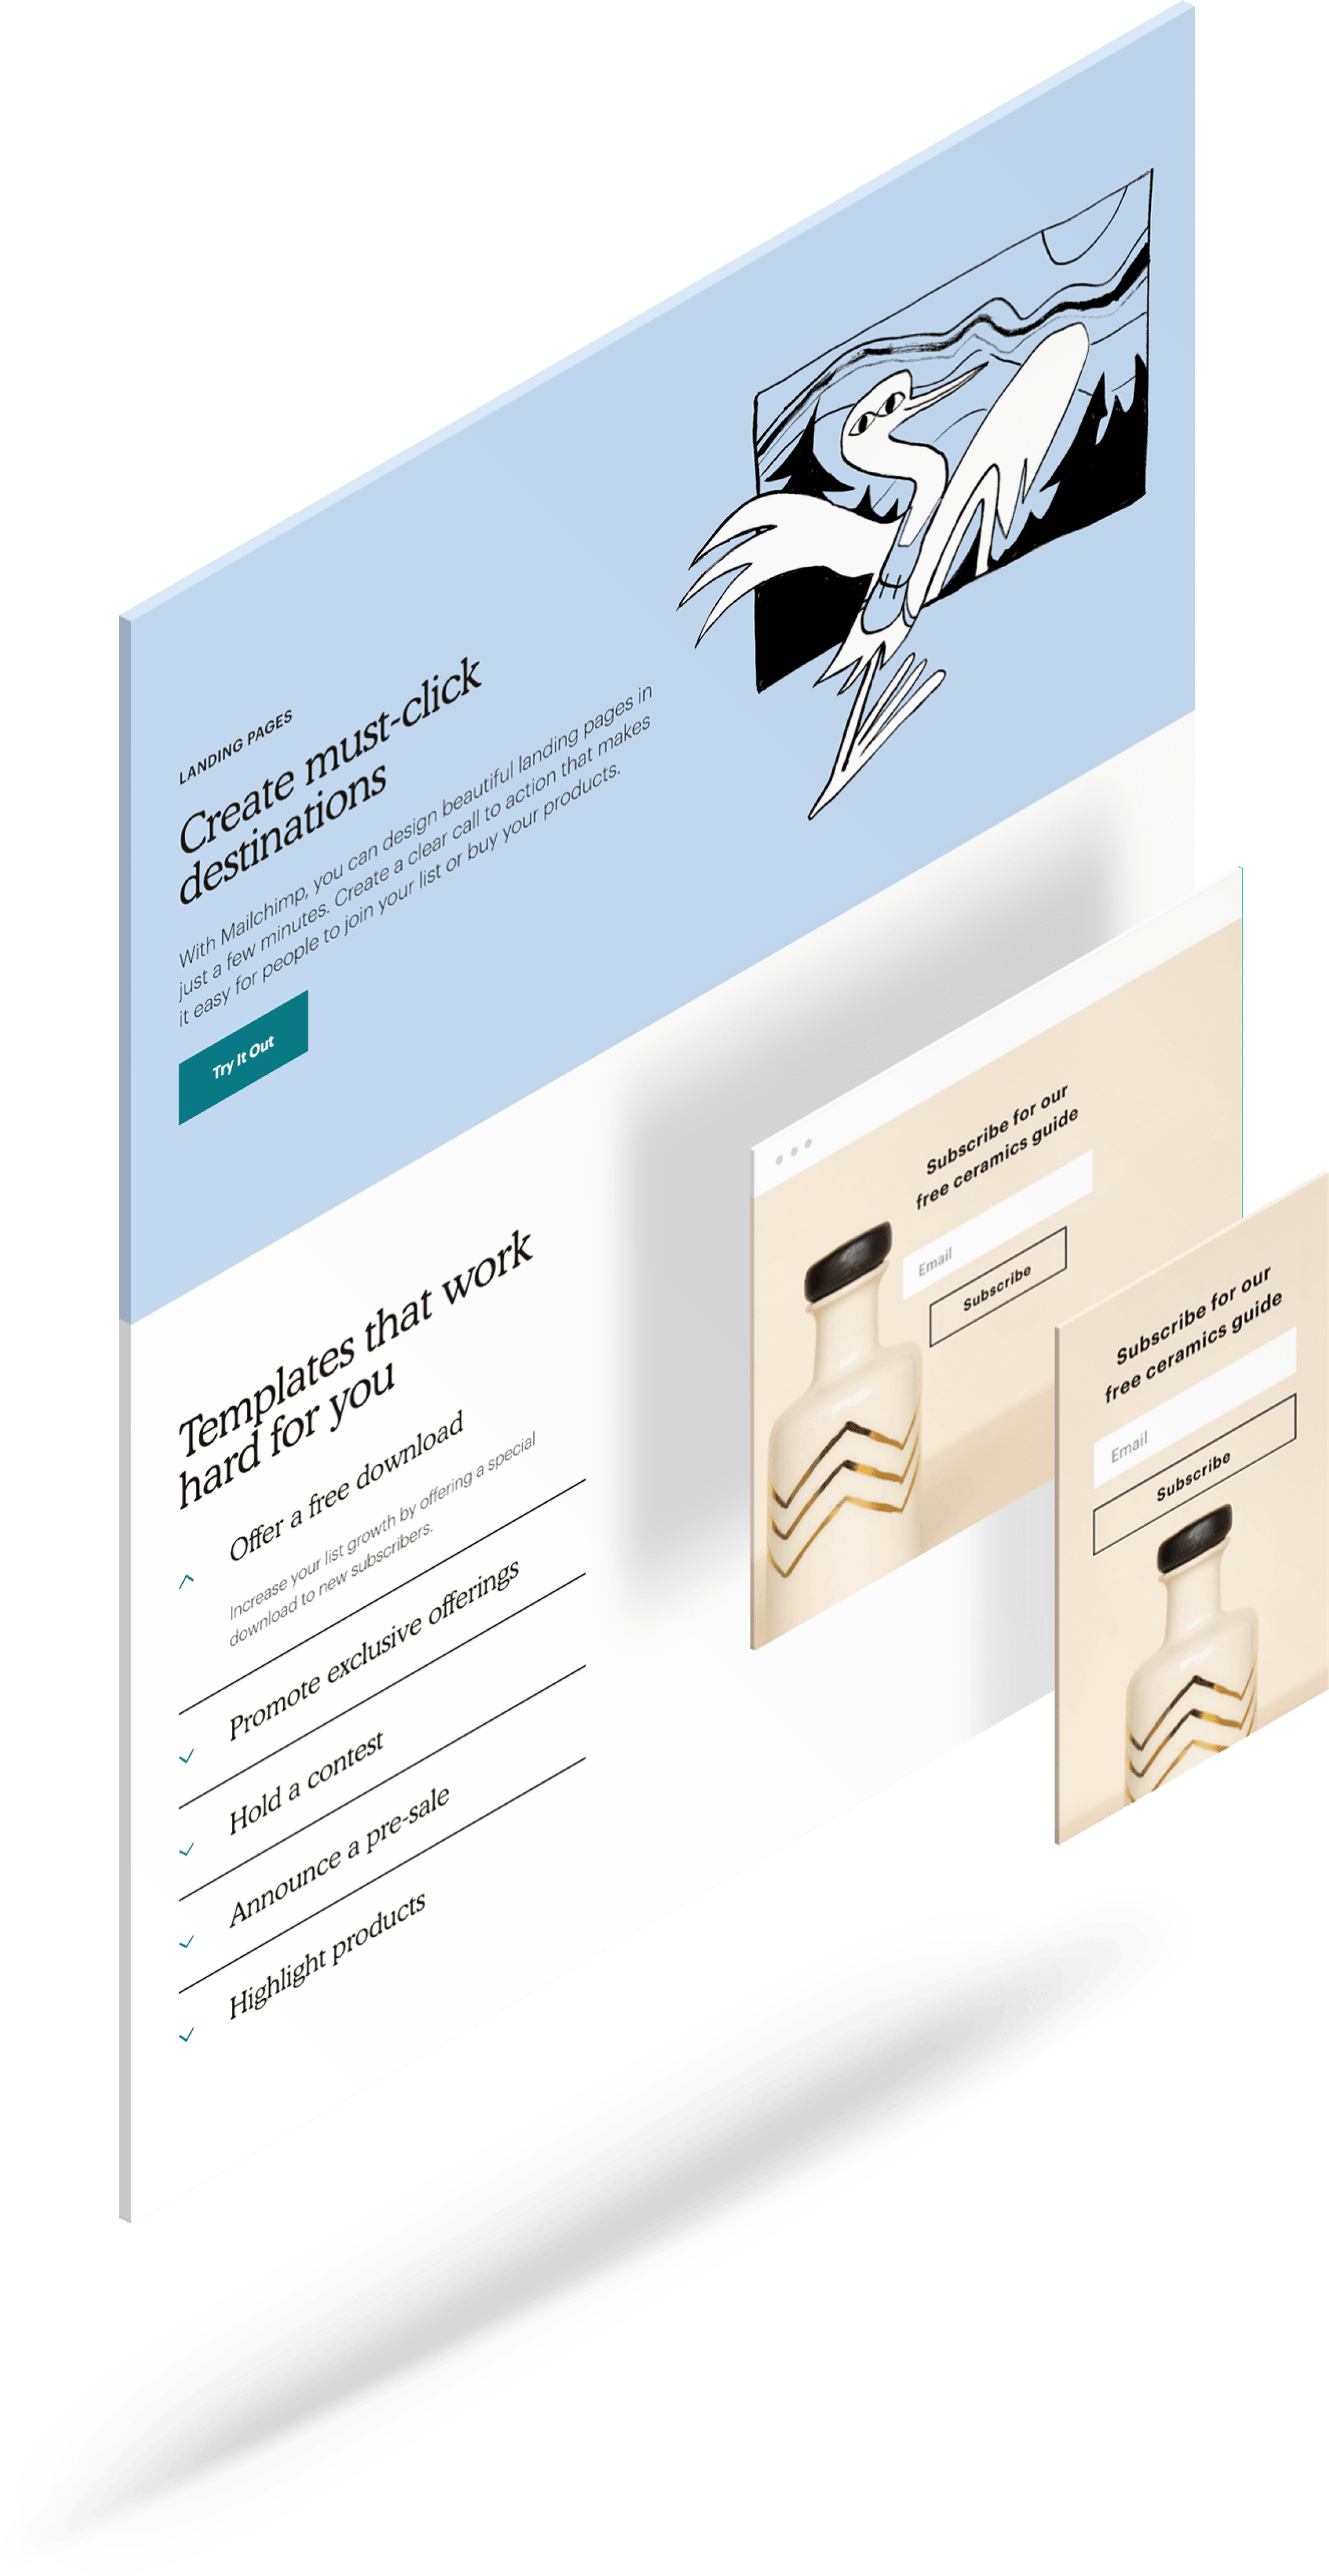 LANDING PAGES
Create must-click
destinations
With Mailchimp, you can design beautiful landing pages in
just a few minutes. Create a clear call to action that makes
it easy for people to join your list or buy your products.
Try It Out
Templates that work
hard for you
Offer a free download
Increase your list growth by offering a special
download to new subscribers.
Promote exclusive offerings
Hold a contest
Announce a pre-sale
Highlight products
Subscribe for our
free ceramics guide
Email
Subscribe
Subscribe for our
free ceramics guide
Email
Subscribe